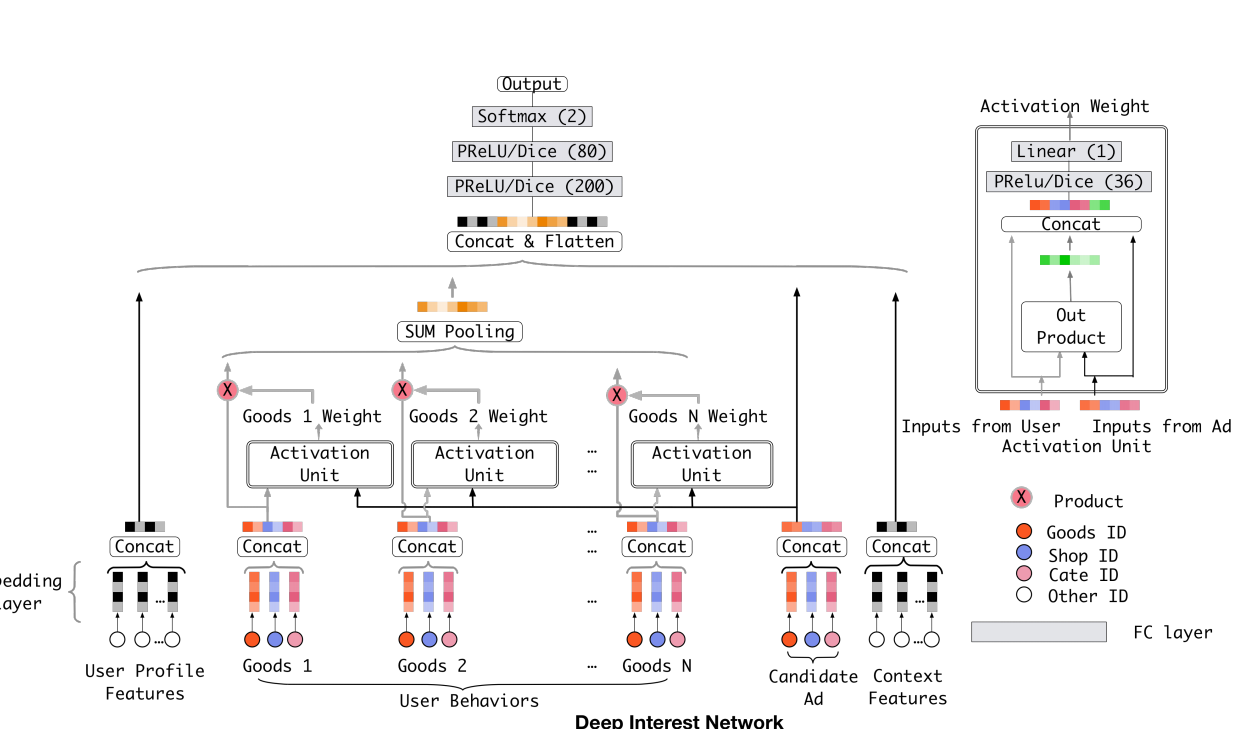 Output
Softmax (2)
PReLU/Dice (80)
PReLU/Dice (200)
Concat & Flatten
SUM Pooling
X
X
X
Goods 1 Weight
Goods 2 Weight
Goods N Weight
Activation
Unit
Activation
Unit
...
...
Activation
Unit
...
Concat
Concat
Concat
...
Concat
Concat
Concat
bedding
ayer
...
...
...
User Profile
Features
Goods 1
Goods 2
...
Goods N
User Behaviors
Candidate
Ad
Context
Features
Deep Interest Network
Activation Weight
Linear (1)
PRelu/Dice (36)
Concat
Out
Product
Inputs from User
Inputs from Ad
Activation Unit
X
Product
Goods ID
Shop ID
Cate ID
Other ID
FC layer